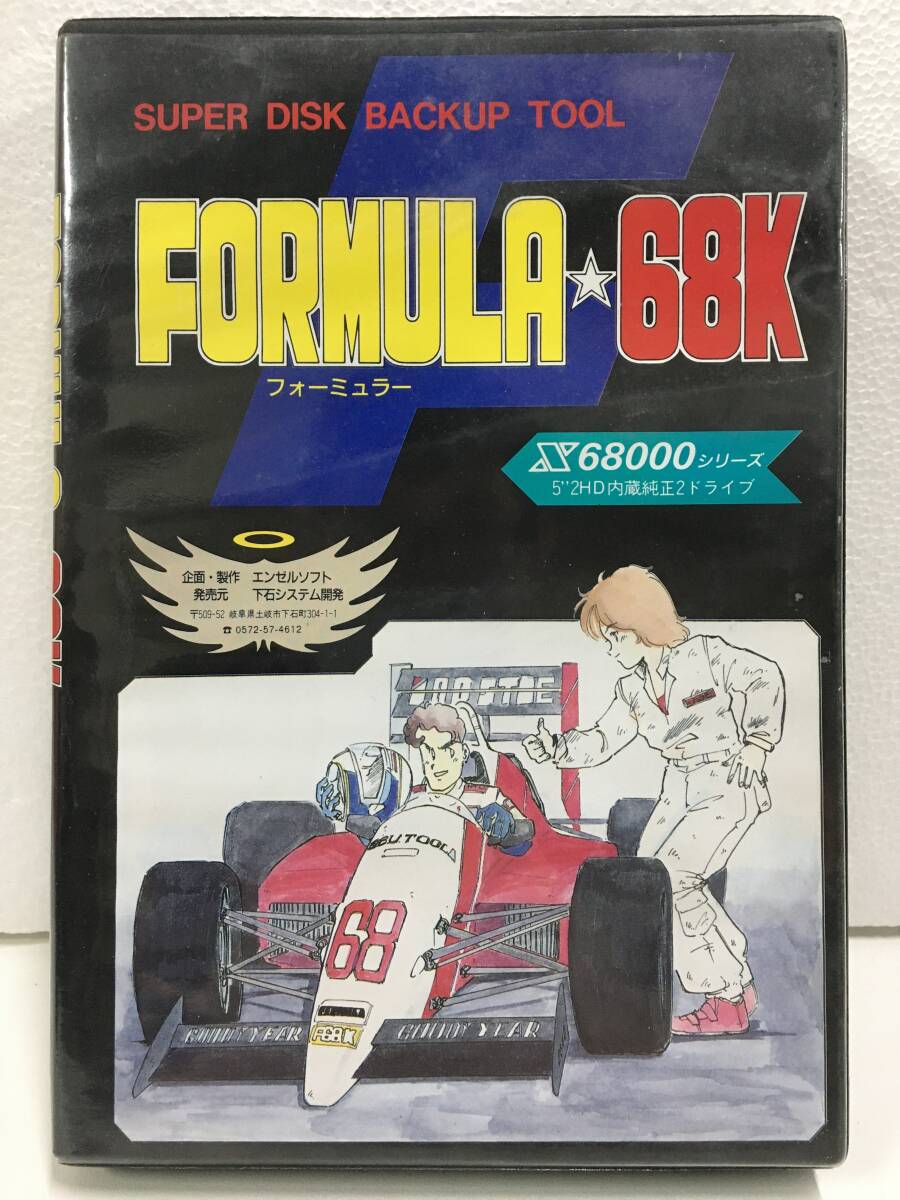 SUPER DISK BACKUP TOOL
FORMULA☆68K
フォーミュラー
X68000シリーズ
5''2HD内蔵純正2ドライブ
企画・製作 エンゼルソフト
発売元 下石システム開発
〒509-52 岐阜県土岐市下石町304-1-1
☎ 0572-57-4612
68
F68K
YEAR
YEAR